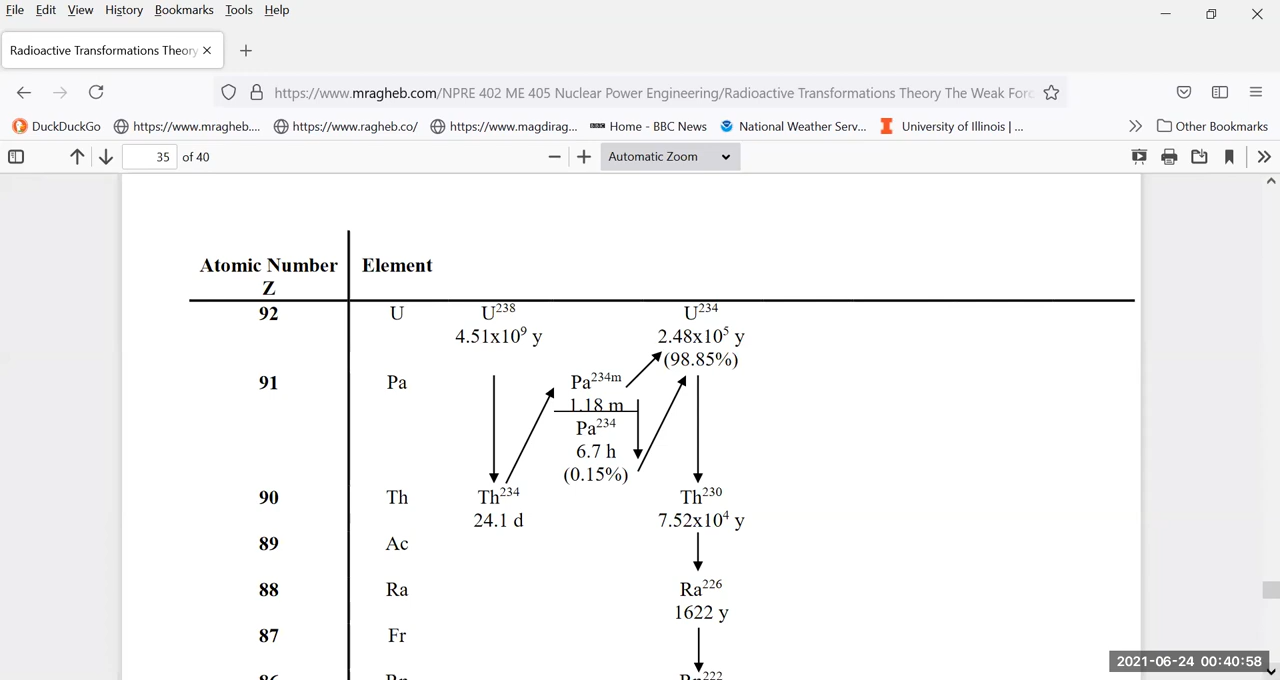 File Edit View History Bookmarks Tools Help
Radioactive Transformations Theory
https://www.mragheb.com/NPRE 402 ME 405 Nuclear Power Engineering/Radioactive Transformations Theory The Weak Forc
DuckDuckGo https://www.mragheb.... https://www.ragheb.co/ https://www.magdirag... Home - BBC News National Weather Serv... University of Illinois | ... Other Bookmarks
35 of 40 Automatic Zoom
Atomic Number Element
Z
92 U U²³⁸ U²³⁴
4.51x10⁹ y 2.48x10⁵ y
(98.85%)
91 Pa Pa²³⁴ᵐ
1.18 m
Pa²³⁴
6.7 h
(0.15%)
90 Th Th²³⁴ Th²³⁰
24.1 d 7.52x10⁴ y
89 Ac
88 Ra Ra²²⁶
1622 y
87 Fr
86 Rn Rn²²²
2021-06-24 00:40:58